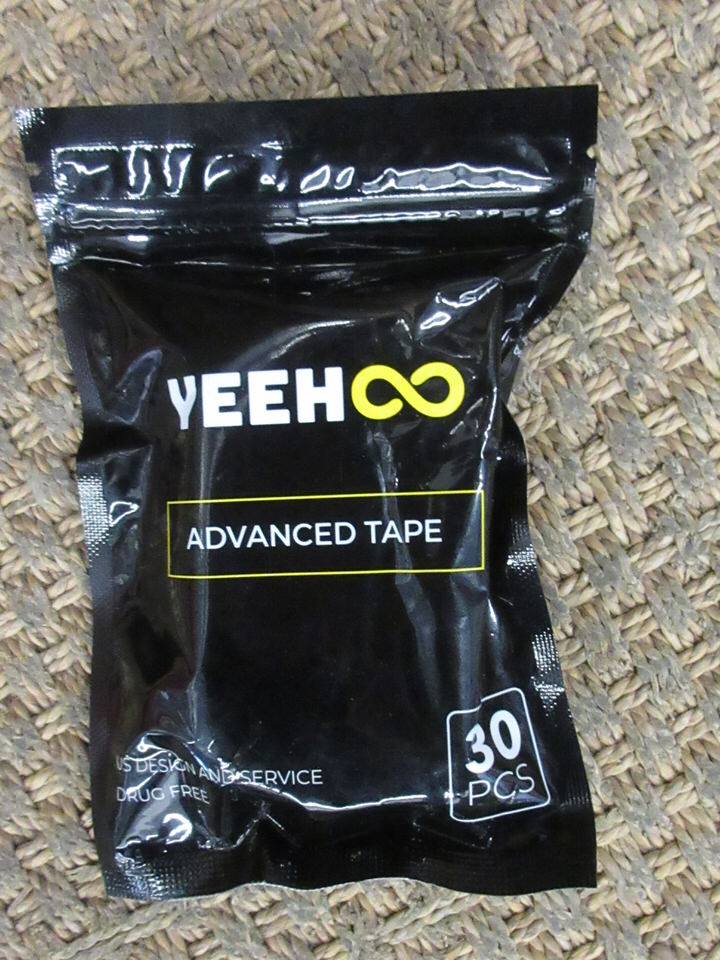 YEEHOO
ADVANCED TAPE
US DESIGN AND SERVICE
DRUG FREE
30
PCS